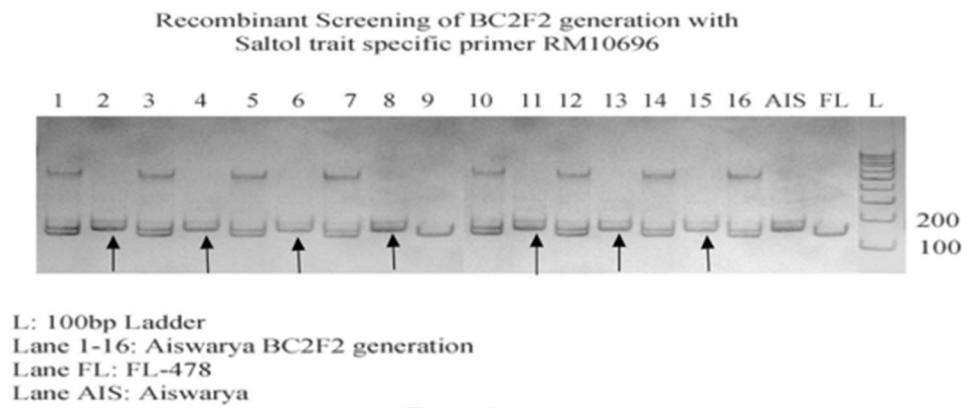 Recombinant Screening of BC2F2 generation with
Saltol trait specific primer RM10696
1 2 3 4 5 6 7 8 9 10 11 12 13 14 15 16 AIS FL L
200
100
L: 100bp Ladder
Lane 1-16: Aiswarya BC2F2 generation
Lane FL: FL-478
Lane AIS: Aiswarya